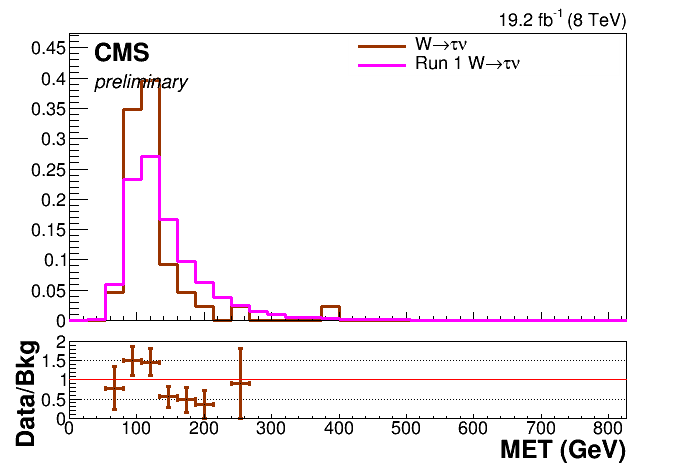 19.2 fb⁻¹ (8 TeV)
CMS
preliminary
W→τν
Run 1 W→τν
0.45
0.4
0.35
0.3
0.25
0.2
0.15
0.1
0.05
0
Data/Bkg
2
1.5
1
0.5
0
0 100 200 300 400 500 600 700 800
MET (GeV)